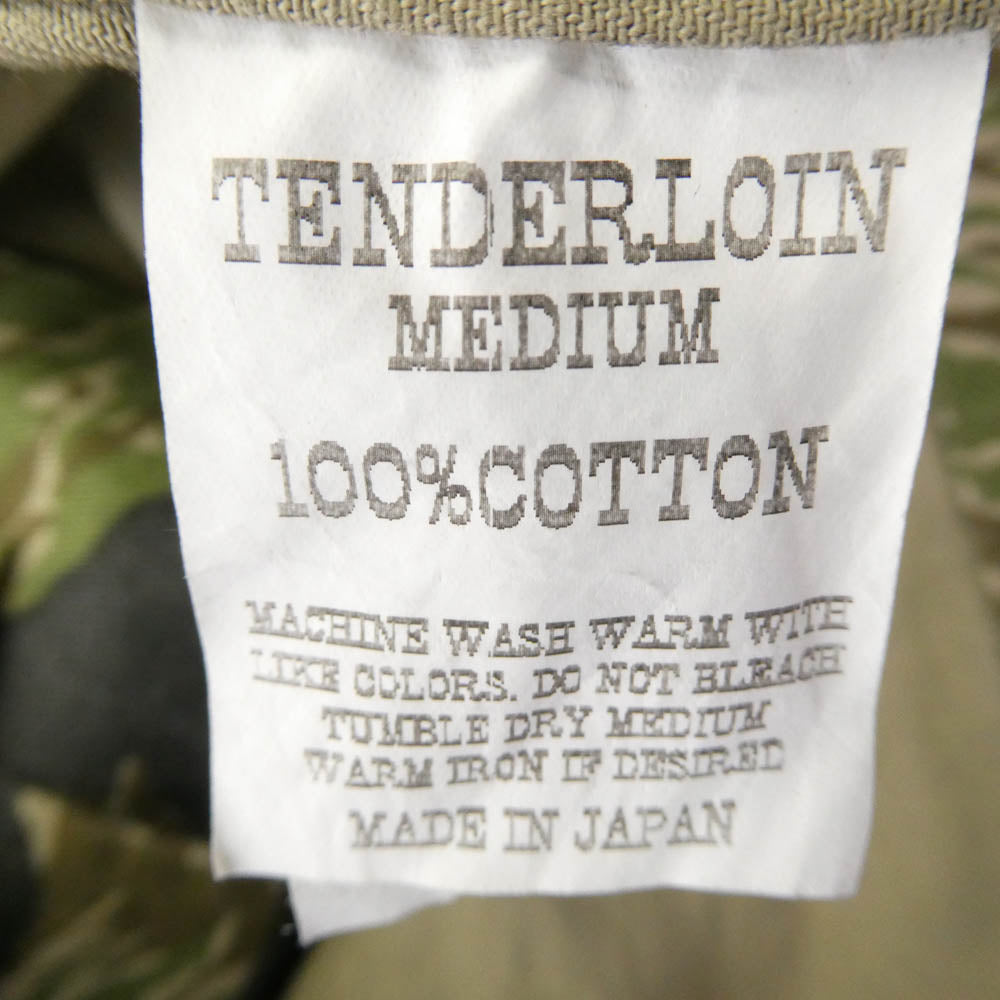 TENDERLOIN
MEDIUM
100%COTTON
MACHINE WASH WARM WITH
LIKE COLORS. DO NOT BLEACH
TUMBLE DRY MEDIUM
WARM IRON IF DESIRED
MADE IN JAPAN